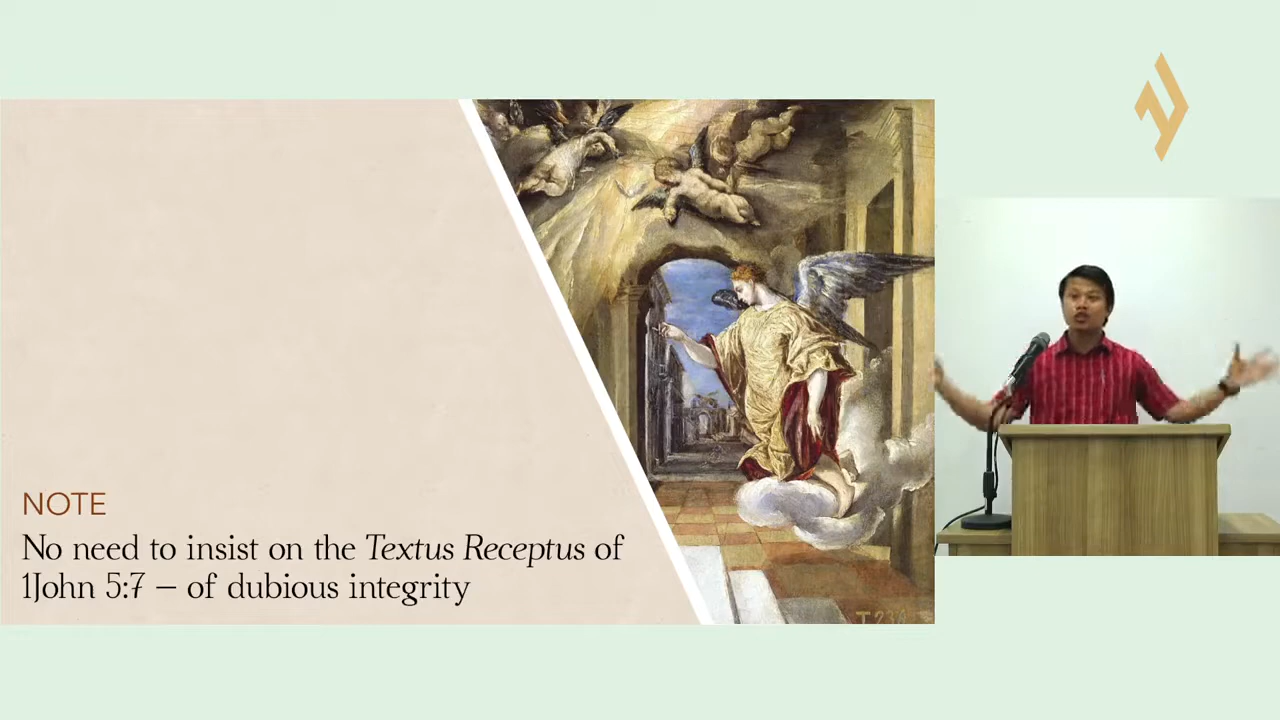 NOTE
No need to insist on the Textus Receptus of
1John 5:7 – of dubious integrity